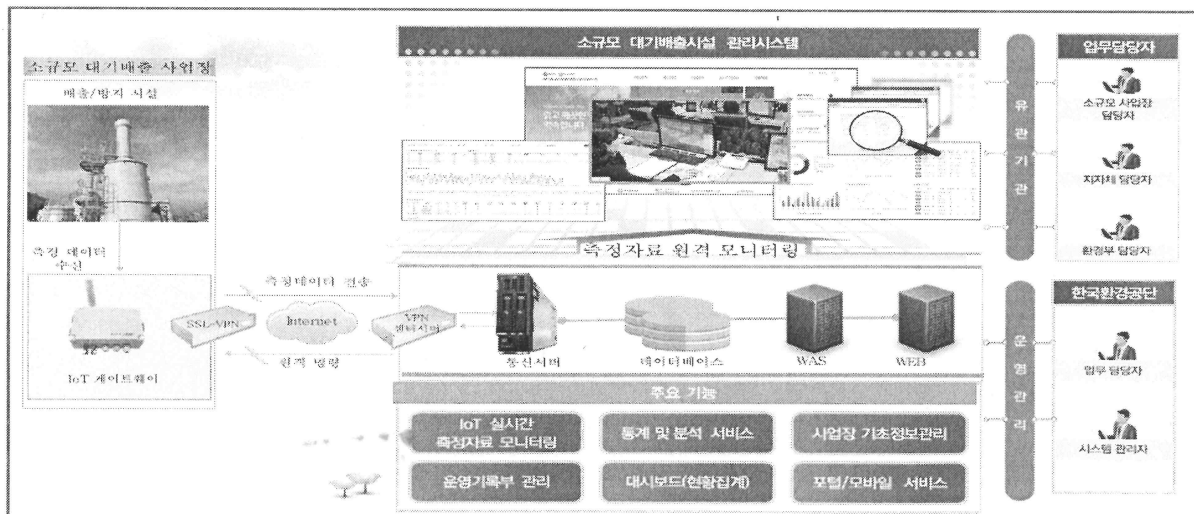 소규모 대기배출 사업장
배출/방지 시설
측정 데이터
수신
IoT 게이트웨이
측정데이터 전송
SSL-VPN
Internet
VPN
센터서버
원격 명령
소규모 대기배출시설 관리시스템
측정자료 원격 모니터링
통신서버
데이터베이스
WAS
WEB
주요 기능
IoT 실시간
측정자료 모니터링
통계 및 분석 서비스
사업장 기초정보관리
운영기록부 관리
대시보드(현황집계)
포털/모바일 서비스
유관기관
업무담당자
소규모 사업장
담당자
지자체 담당자
환경부 담당자
운영관리
한국환경공단
업무 담당자
시스템 관리자